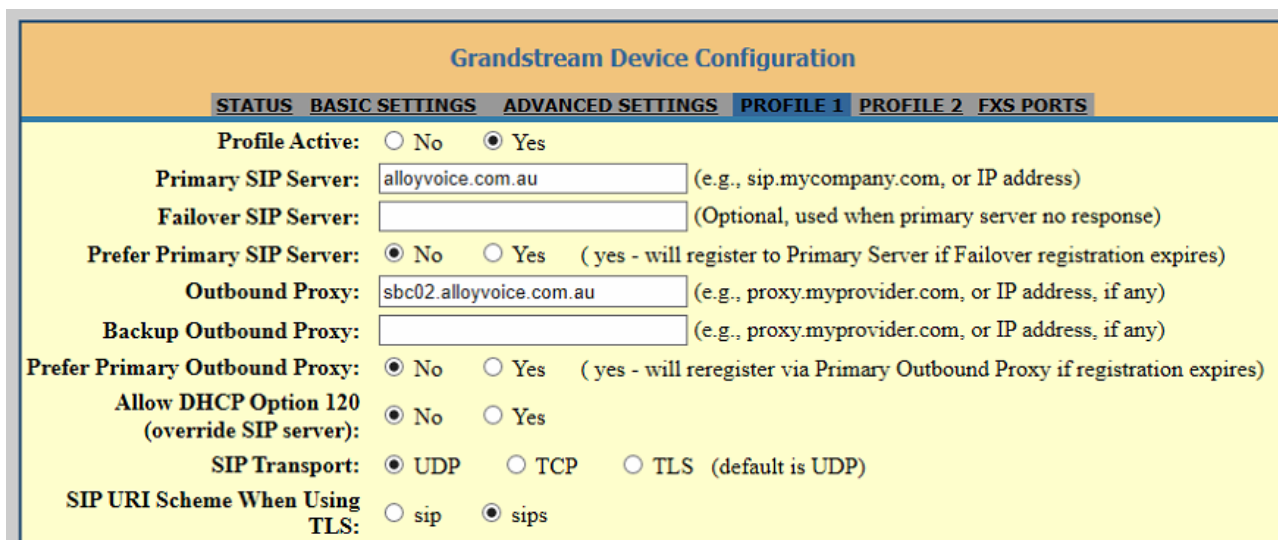 Grandstream Device Configuration
STATUS BASIC SETTINGS ADVANCED SETTINGS PROFILE 1 PROFILE 2 FXS PORTS
Profile Active: No Yes
Primary SIP Server: alloyvoice.com.au (e.g., sip.mycompany.com, or IP address)
Failover SIP Server: (Optional, used when primary server no response)
Prefer Primary SIP Server: No Yes ( yes - will register to Primary Server if Failover registration expires)
Outbound Proxy: sbc02.alloyvoice.com.au (e.g., proxy.myprovider.com, or IP address, if any)
Backup Outbound Proxy: (e.g., proxy.myprovider.com, or IP address, if any)
Prefer Primary Outbound Proxy: No Yes ( yes - will reregister via Primary Outbound Proxy if registration expires)
Allow DHCP Option 120
(override SIP server): No Yes
SIP Transport: UDP TCP TLS (default is UDP)
SIP URI Scheme When Using
TLS: sip sips